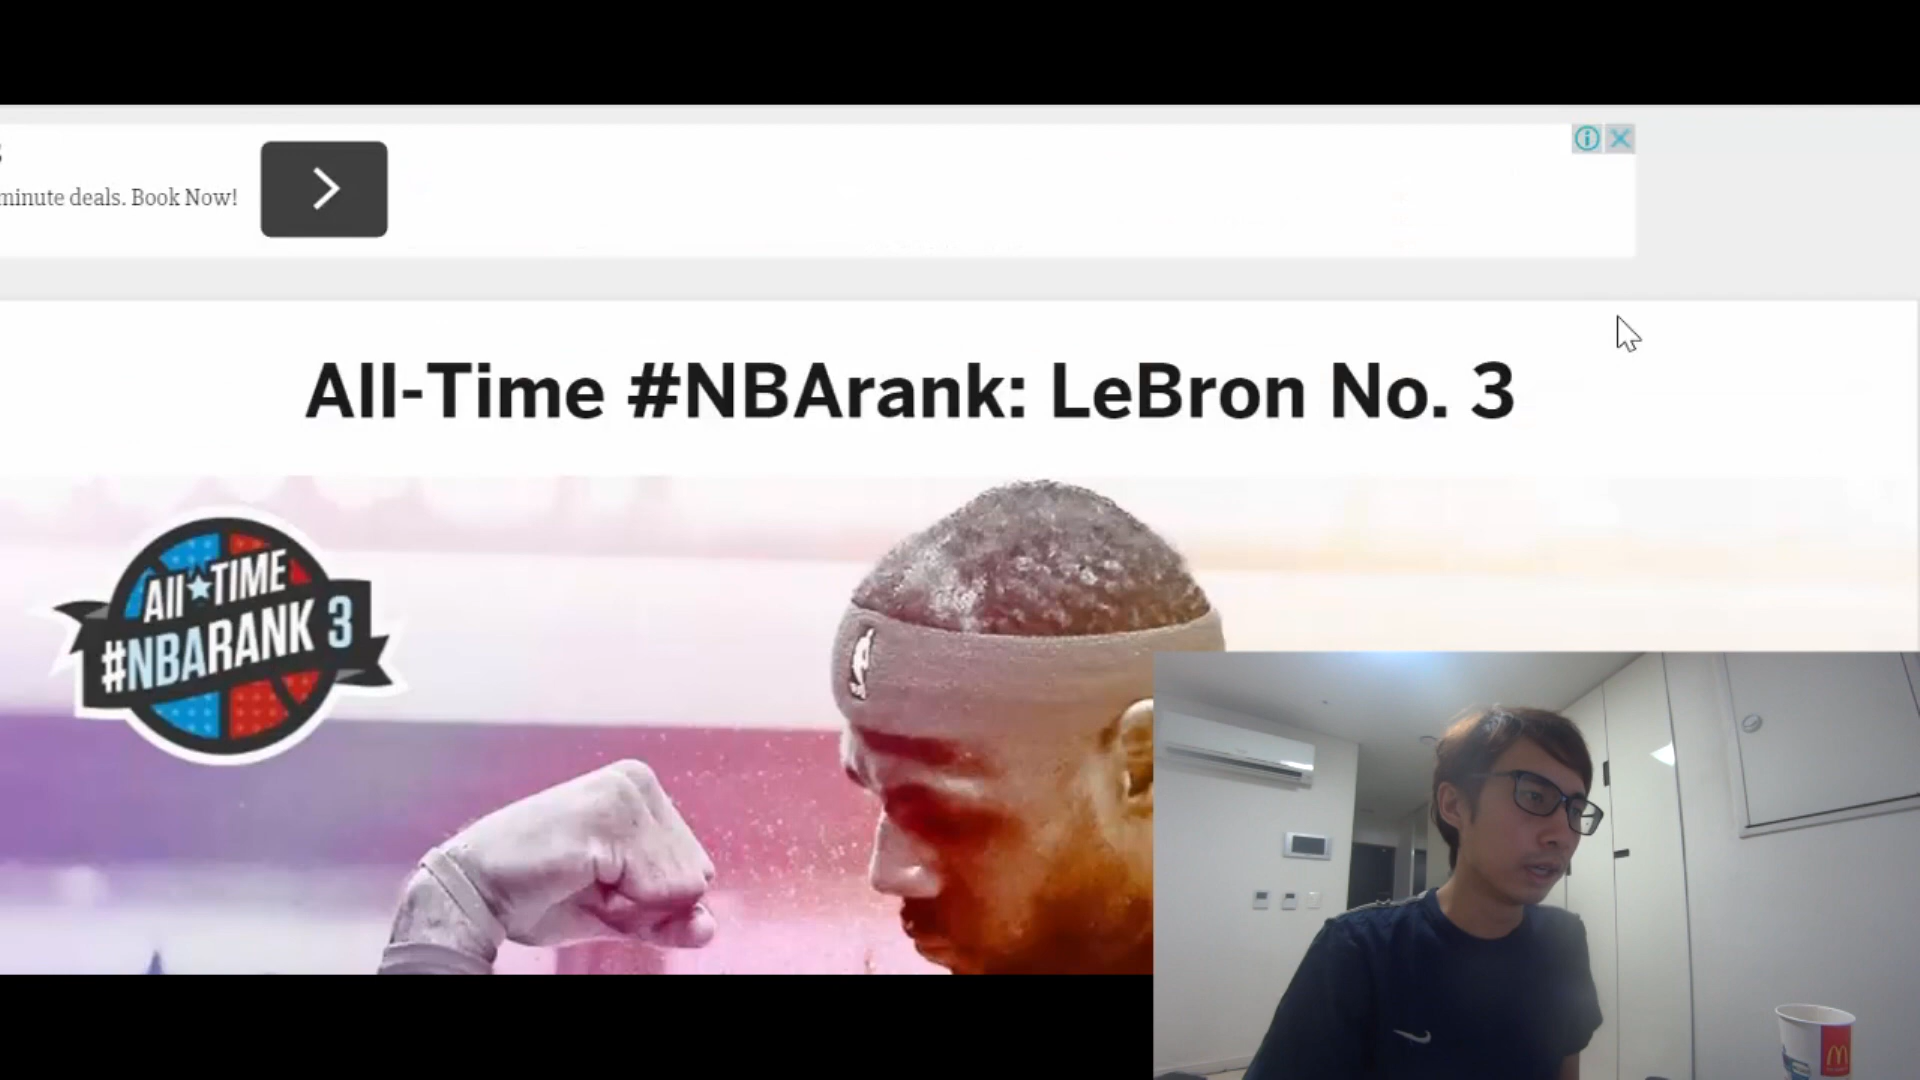 minute deals. Book Now!
All-Time #NBArank: LeBron No. 3
All★TIME
#NBARANK 3